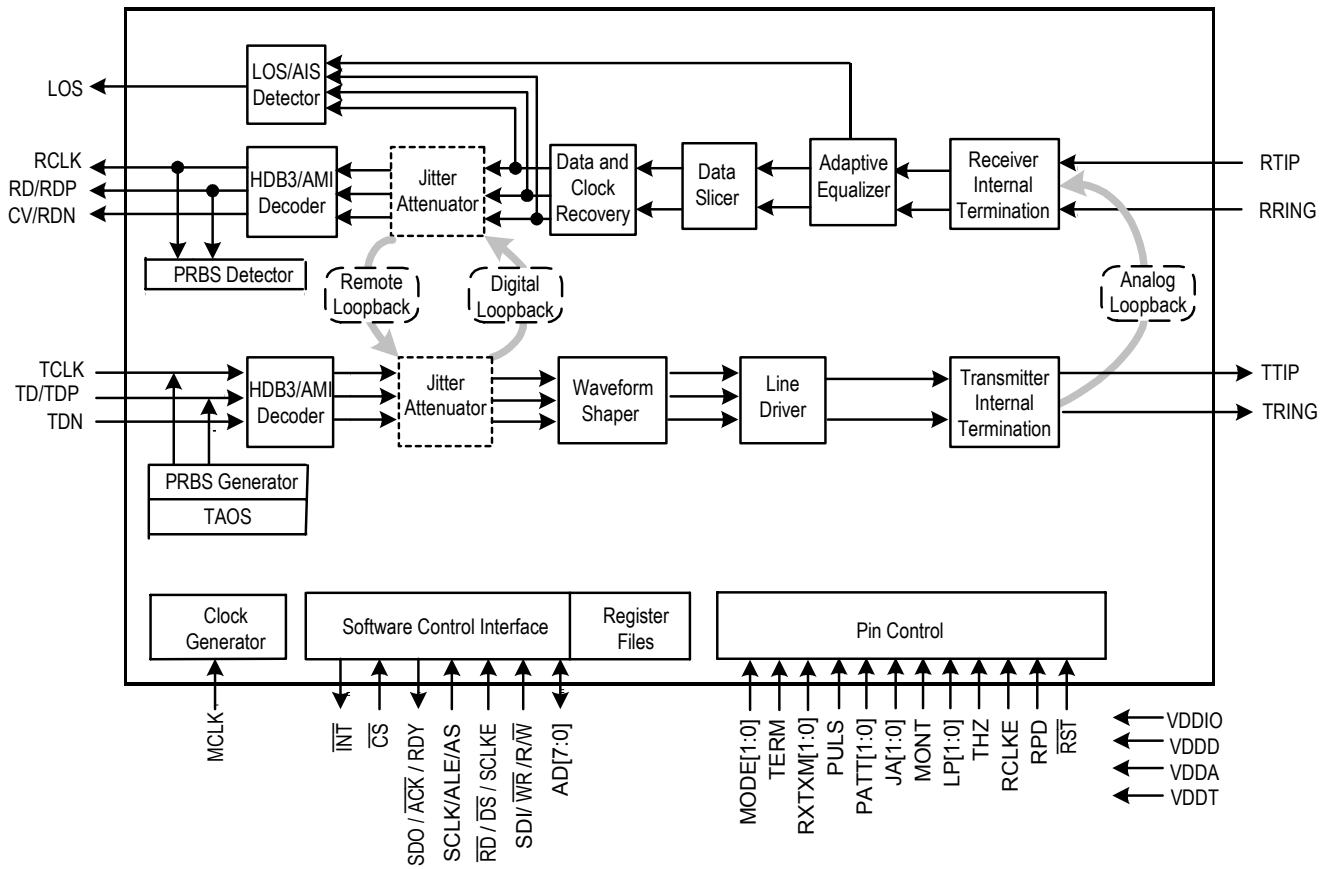 LOS
LOS/AIS
Detector
RCLK
RD/RDP
CV/RDN
HDB3/AMI
Decoder
Jitter
Attenuator
Data and
Clock
Recovery
Data
Slicer
Adaptive
Equalizer
Receiver
Internal
Termination
RTIP
RRING
PRBS Detector
Remote
Loopback
Digital
Loopback
Analog
Loopback
TCLK
TD/TDP
TDN
HDB3/AMI
Decoder
Jitter
Attenuator
Waveform
Shaper
Line
Driver
Transmitter
Internal
Termination
TTIP
TRING
PRBS Generator
TAOS
Clock
Generator
Software Control Interface
Register
Files
Pin Control
MCLK
INT
CS
SDO / ACK / RDY
SCLK/ALE/AS
RD / DS / SCLKE
SDI/ WR /R/W
AD[7:0]
MODE[1:0]
TERM
RXTXM[1:0]
PULS
PATT[1:0]
JA[1:0]
MONT
LP[1:0]
THZ
RCLKE
RPD
RST
VDDIO
VDDD
VDDA
VDDT